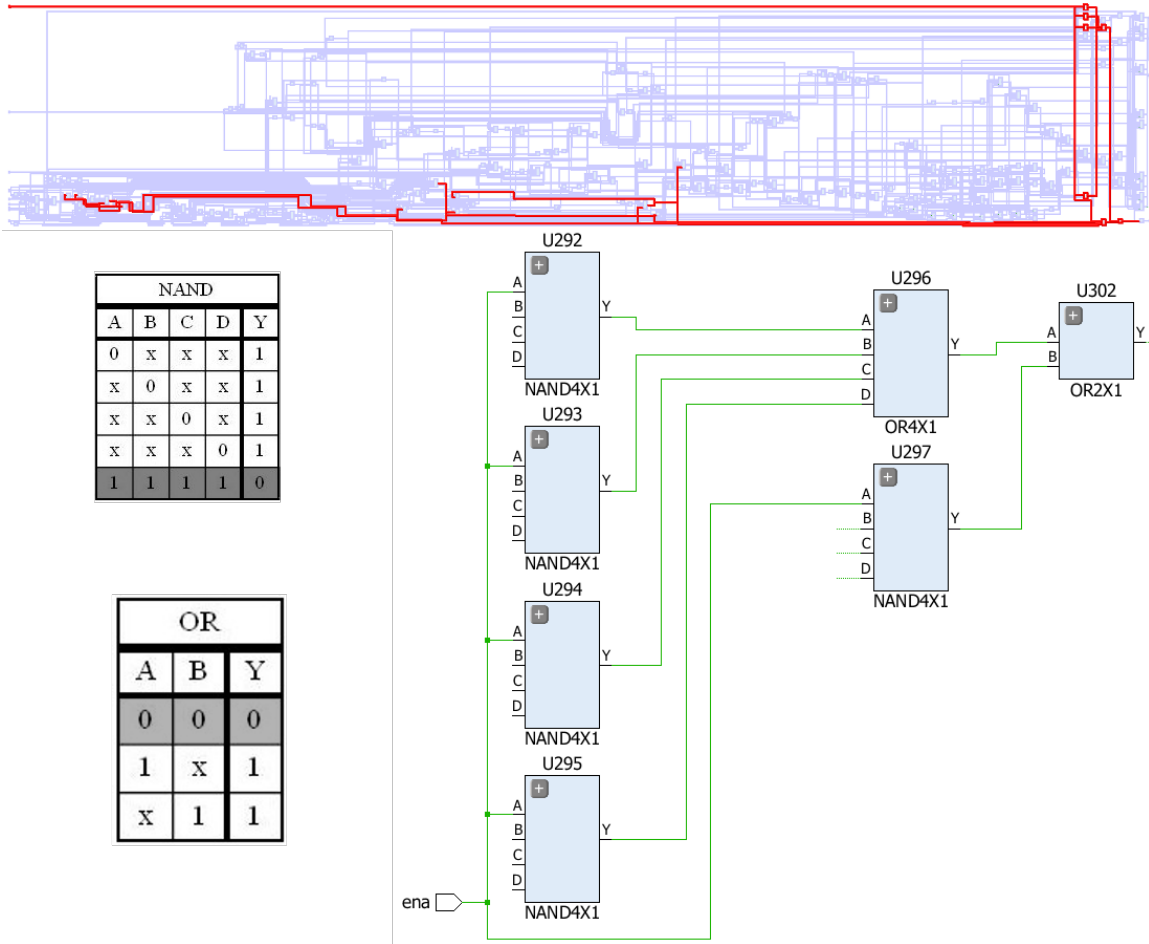 NAND
A B C D Y
0 x x x 1
x 0 x x 1
x x 0 x 1
x x x 0 1
1 1 1 1 0
OR
A B Y
0 0 0
1 x 1
x 1 1
U292
A
B
C
D
Y
NAND4X1
U293
A
B
C
D
Y
NAND4X1
U294
A
B
C
D
Y
NAND4X1
U295
A
B
C
D
Y
NAND4X1
ena
U296
A
B
C
D
Y
OR4X1
U297
A
B
C
D
Y
NAND4X1
U302
A
B
Y
OR2X1